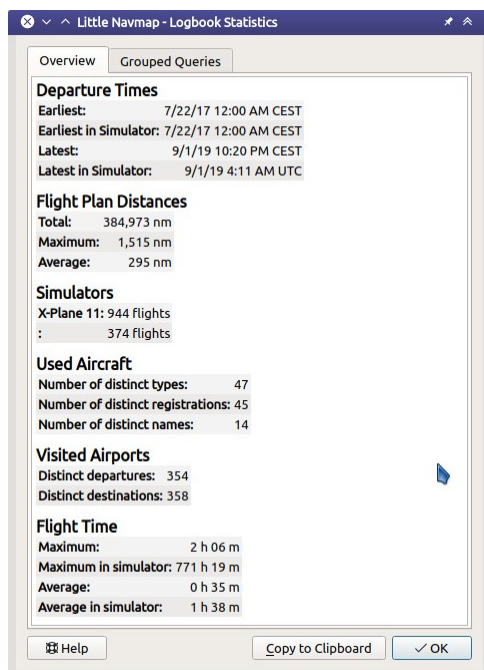 Little Navmap - Logbook Statistics
Overview Grouped Queries
Departure Times
Earliest: 7/22/17 12:00 AM CEST
Earliest in Simulator: 7/22/17 12:00 AM CEST
Latest: 9/1/19 10:20 PM CEST
Latest in Simulator: 9/1/19 4:11 AM UTC
Flight Plan Distances
Total: 384,973 nm
Maximum: 1,515 nm
Average: 295 nm
Simulators
X-Plane 11: 944 flights
: 374 flights
Used Aircraft
Number of distinct types: 47
Number of distinct registrations: 45
Number of distinct names: 14
Visited Airports
Distinct departures: 354
Distinct destinations: 358
Flight Time
Maximum: 2 h 06 m
Maximum in simulator: 771 h 19 m
Average: 0 h 35 m
Average in simulator: 1 h 38 m
Help Copy to Clipboard OK